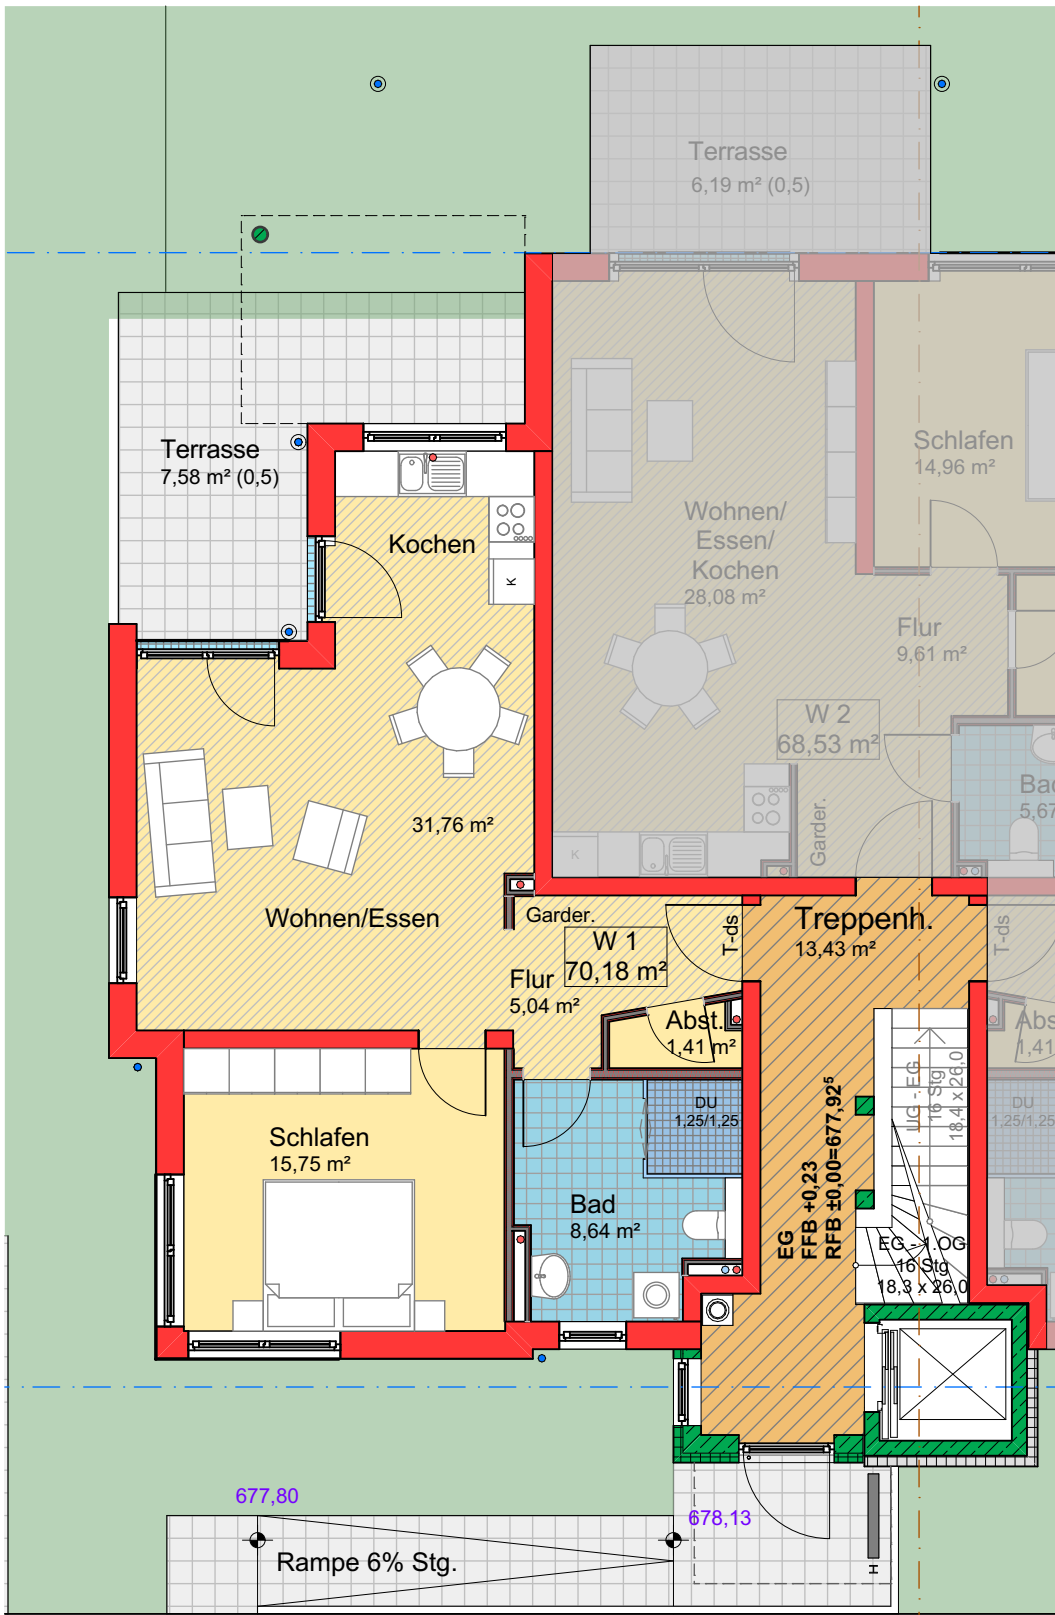 Terrasse
6,19 m² (0,5)
Terrasse
7,58 m² (0,5)
Kochen
K
Schlafen
14,96 m²
Wohnen/
Essen/
Kochen
28,08 m²
Flur
9,61 m²
W 2
68,53 m²
Bad
5,67
Garder.
K
31,76 m²
Wohnen/Essen
Garder.
W 1
70,18 m²
Flur
5,04 m²
T-ds
Treppenh.
13,43 m²
T-ds
Abst.
1,41 m²
Abs
1,41
UG - EG
16 Stg
18,4 x 26,0
DU
1,25/1,25
DU
1,25/1,25
Schlafen
15,75 m²
Bad
8,64 m²
EG
FFB +0,23
RFB ±0,00=677,92⁵
EG - 1.OG
16 Stg
18,3 x 26,0
677,80
678,13
Rampe 6% Stg.
H